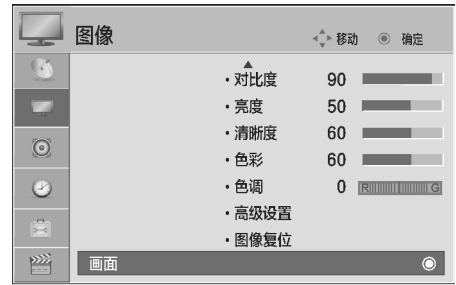 图像 移动 ◉ 确定
▲
・对比度 90
・亮度 50
・清晰度 60
・色彩 60
・色调 0 R G
・高级设置
・图像复位
画面 ◉